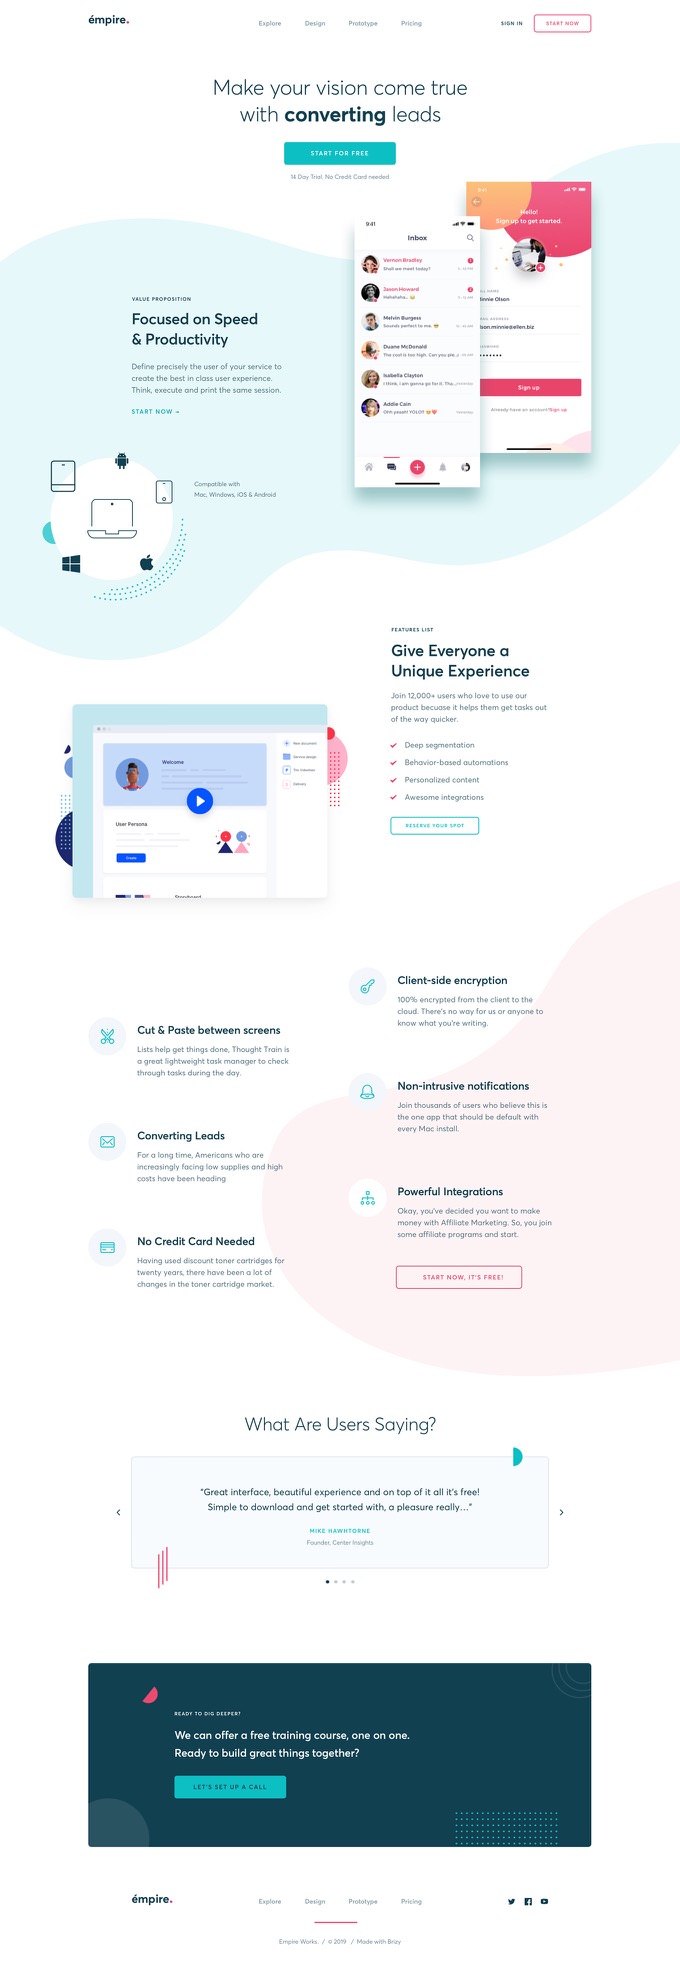 émpire.
Explore
Design
Prototype
Pricing
SIGN IN
START NOW
Make your vision come true
with converting leads
START FOR FREE
14 Day Trial. No Credit Card needed
9:41
Hello!
Sign up to get started.
Minnie Olson
Sign up
Already have an account? Sign up
9:41
Inbox
Vernon Bradley
Shall we meet today?
Jason Howard
Hahahaha..
Melvin Burgess
Sounds perfect to me.
Duane McDonald
The cost is too high. Can you ple...
Isabella Clayton
I think, I am gonna go for it. Tha...
Yesterday
Addie Cain
Ohh yeaah! YOLO!!
Yesterday
VALUE PROPOSITION
Focused on Speed
& Productivity
Define precisely the user of your service to
create the best in class user experience.
Think, execute and print the same session.
START NOW
Compatible with
Mac, Windows, iOS & Android
FEATURES LIST
Give Everyone a
Unique Experience
Join 12,000+ users who love to use our
product becuase it helps them get tasks out
of the way quicker.
Deep segmentation
Behavior-based automations
Personalized content
Awesome integrations
RESERVE YOUR SPOT
Welcome
User Persona
Create
Storyboard
New document
Service design
Delivery
Client-side encryption
100% encrypted from the client to the
cloud. There's no way for us or anyone to
know what you're writing.
Cut & Paste between screens
Lists help get things done, Thought Train is
a great lightweight task manager to check
through tasks during the day.
Non-intrusive notifications
Join thousands of users who believe this is
the one app that should be default with
every Mac install.
Converting Leads
For a long time, Americans who are
increasingly facing low supplies and high
costs have been heading
Powerful Integrations
Okay, you've decided you want to make
money with Affiliate Marketing. So, you join
some affiliate programs and start.
No Credit Card Needed
Having used discount toner cartridges for
twenty years, there have been a lot of
changes in the toner cartridge market.
START NOW, IT'S FREE!
What Are Users Saying?
"Great interface, beautiful experience and on top of it all it's free!
Simple to download and get started with, a pleasure really..."
MIKE HAWHTORNE
Founder, Center Insights
READY TO DIG DEEPER?
We can offer a free training course, one on one.
Ready to build great things together?
LET'S SET UP A CALL
émpire.
Explore
Design
Prototype
Pricing
Empire Works. / © 2019 / Made with Brizy